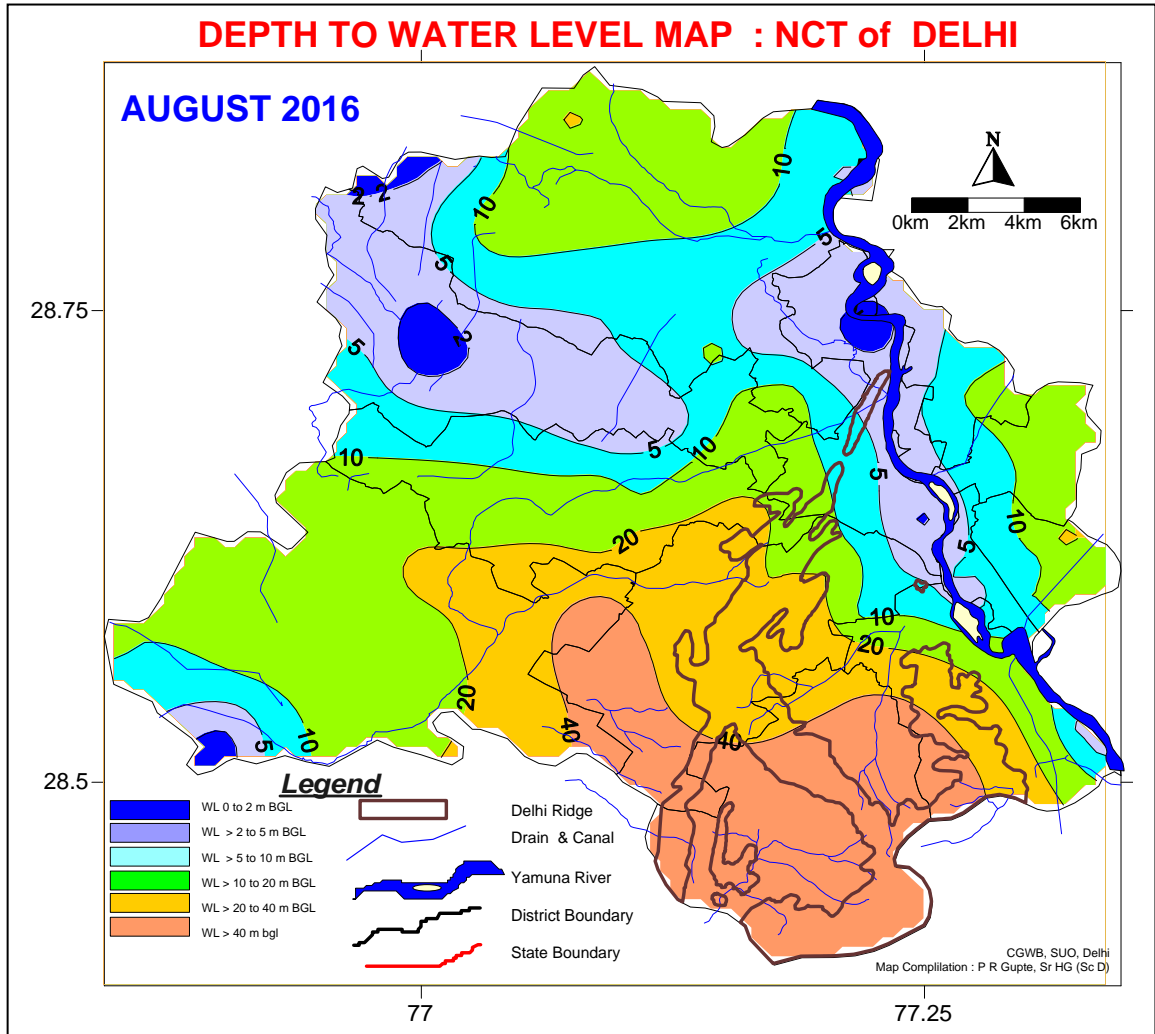 DEPTH TO WATER LEVEL MAP : NCT of DELHI
AUGUST 2016
N
0km 2km 4km 6km
10
10
2 2
5
5
28.75
2
5
5
10
10
5
10
20
5
10
20
20
5
10
40
40
28.5
Legend
WL 0 to 2 m BGL
WL > 2 to 5 m BGL
WL > 5 to 10 m BGL
WL > 10 to 20 m BGL
WL > 20 to 40 m BGL
WL > 40 m bgl
Delhi Ridge
Drain & Canal
Yamuna River
District Boundary
State Boundary
CGWB, SUO, Delhi
Map Complilation : P R Gupte, Sr HG (Sc D)
77
77.25